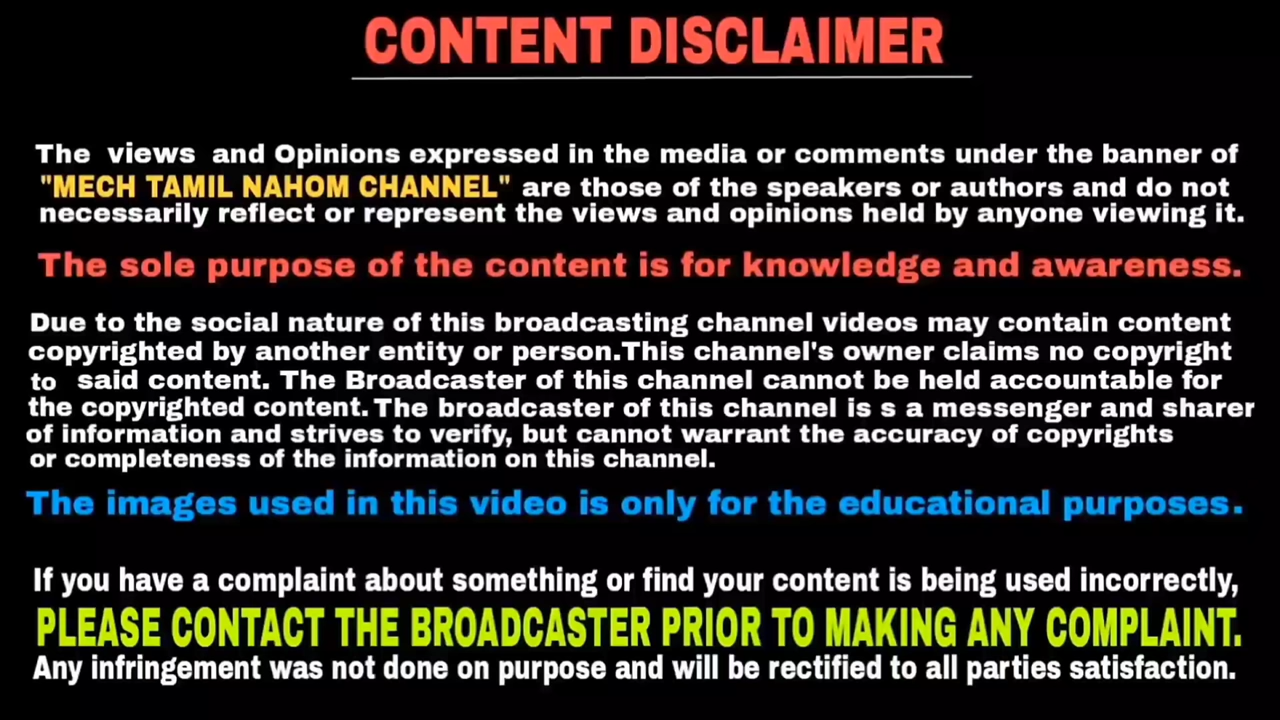 CONTENT DISCLAIMER
The views and Opinions expressed in the media or comments under the banner of
"MECH TAMIL NAHOM CHANNEL" are those of the speakers or authors and do not
necessarily reflect or represent the views and opinions held by anyone viewing it.
The sole purpose of the content is for knowledge and awareness.
Due to the social nature of this broadcasting channel videos may contain content
copyrighted by another entity or person.This channel's owner claims no copyright
to said content. The Broadcaster of this channel cannot be held accountable for
the copyrighted content. The broadcaster of this channel is s a messenger and sharer
of information and strives to verify, but cannot warrant the accuracy of copyrights
or completeness of the information on this channel.
The images used in this video is only for the educational purposes.
If you have a complaint about something or find your content is being used incorrectly,
PLEASE CONTACT THE BROADCASTER PRIOR TO MAKING ANY COMPLAINT.
Any infringement was not done on purpose and will be rectified to all parties satisfaction.